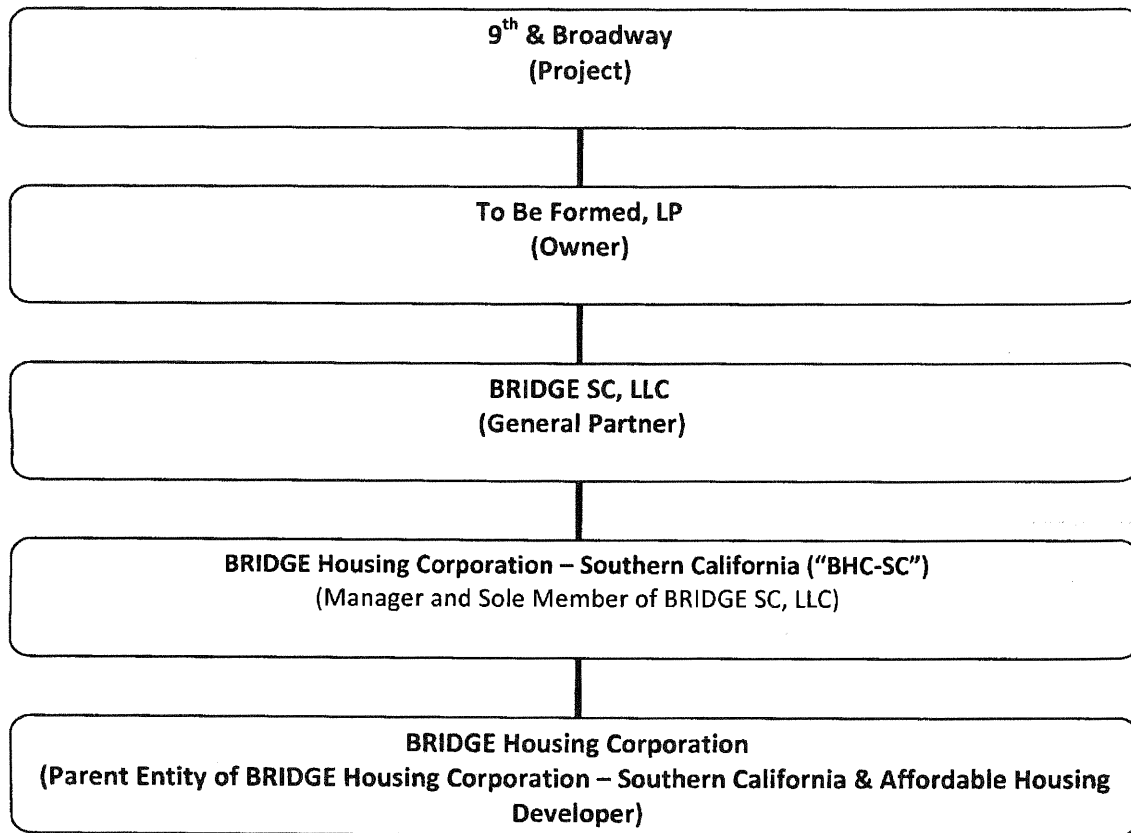 9th & Broadway
(Project)
To Be Formed, LP
(Owner)
BRIDGE SC, LLC
(General Partner)
BRIDGE Housing Corporation – Southern California (“BHC-SC”)
(Manager and Sole Member of BRIDGE SC, LLC)
BRIDGE Housing Corporation
(Parent Entity of BRIDGE Housing Corporation – Southern California & Affordable Housing
Developer)